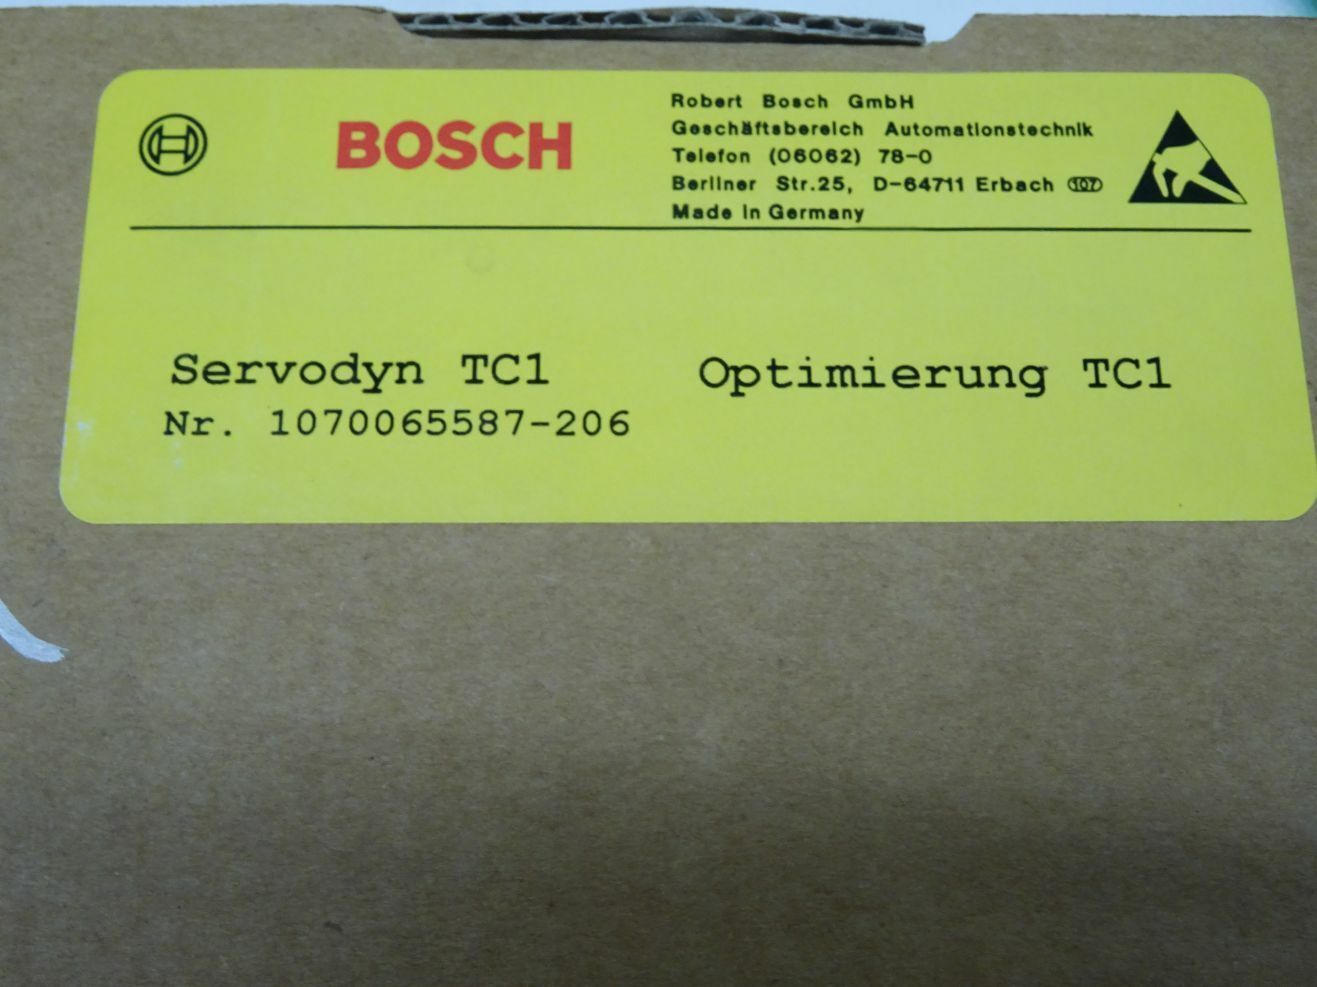 BOSCH
Robert Bosch GmbH
Geschäftsbereich Automationstechnik
Telefon (06062) 78-0
Berliner Str.25, D-64711 Erbach 107
Made in Germany
Servodyn TC1 Optimierung TC1
Nr. 1070065587-206